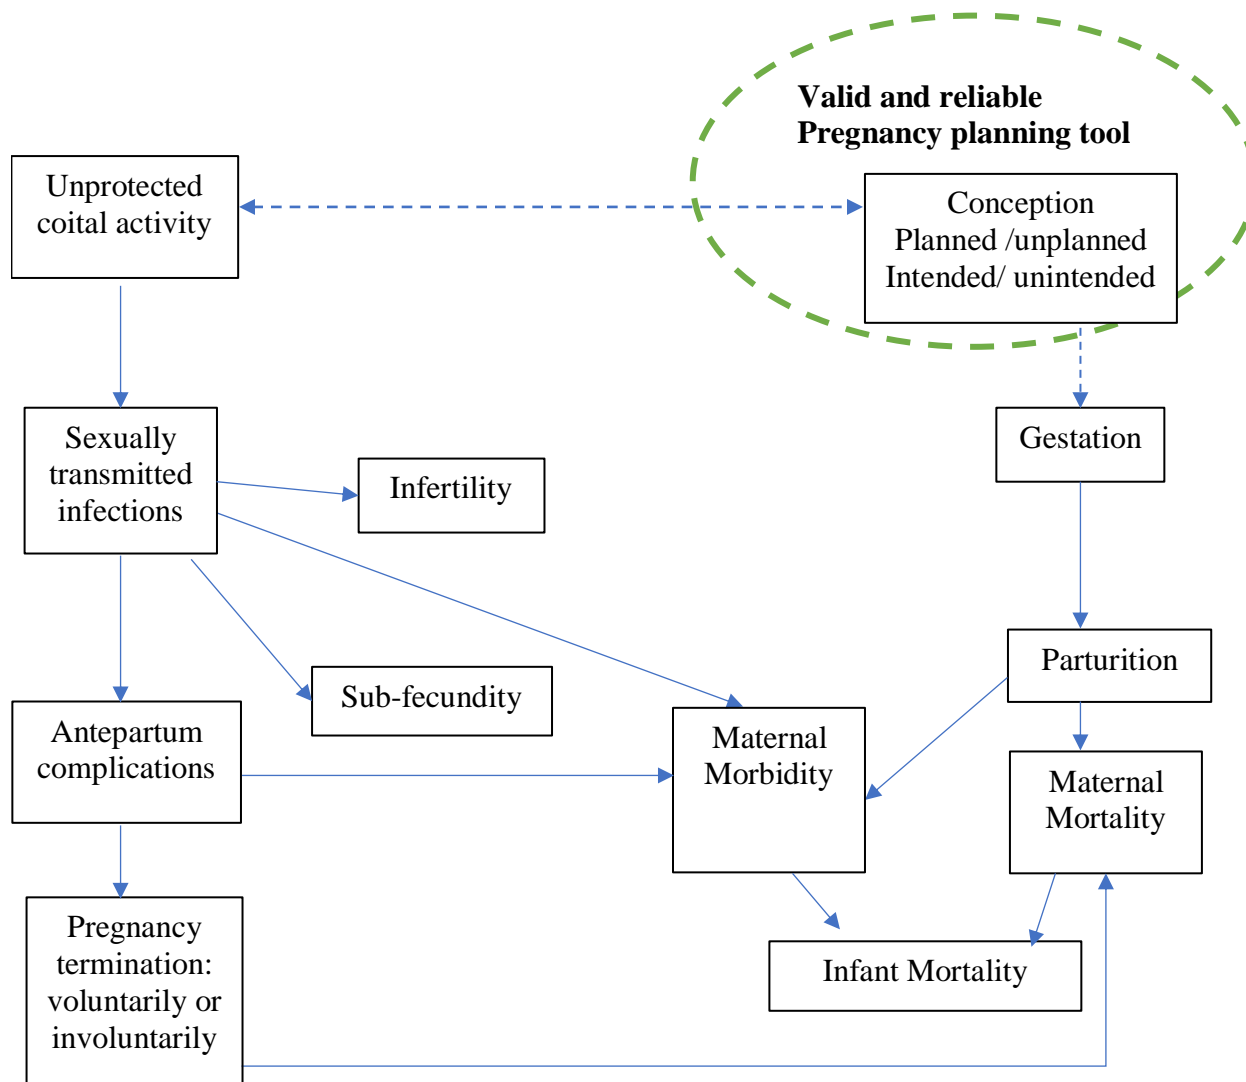 Valid and reliable
Pregnancy planning tool
Unprotected
coital activity
Conception
Planned /unplanned
Intended/ unintended
Sexually
transmitted
infections
Infertility
Gestation
Sub-fecundity
Parturition
Antepartum
complications
Maternal
Morbidity
Maternal
Mortality
Pregnancy
termination:
voluntarily or
involuntarily
Infant Mortality